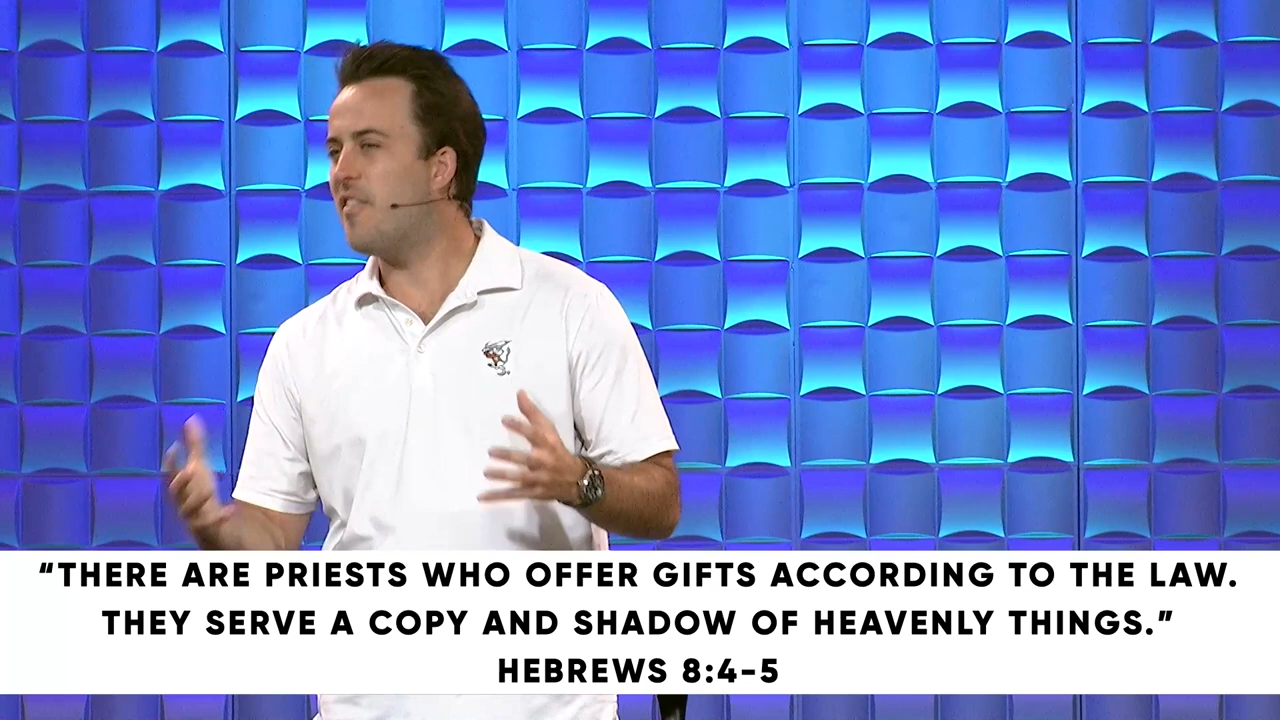 “THERE ARE PRIESTS WHO OFFER GIFTS ACCORDING TO THE LAW.
THEY SERVE A COPY AND SHADOW OF HEAVENLY THINGS.”
HEBREWS 8:4-5